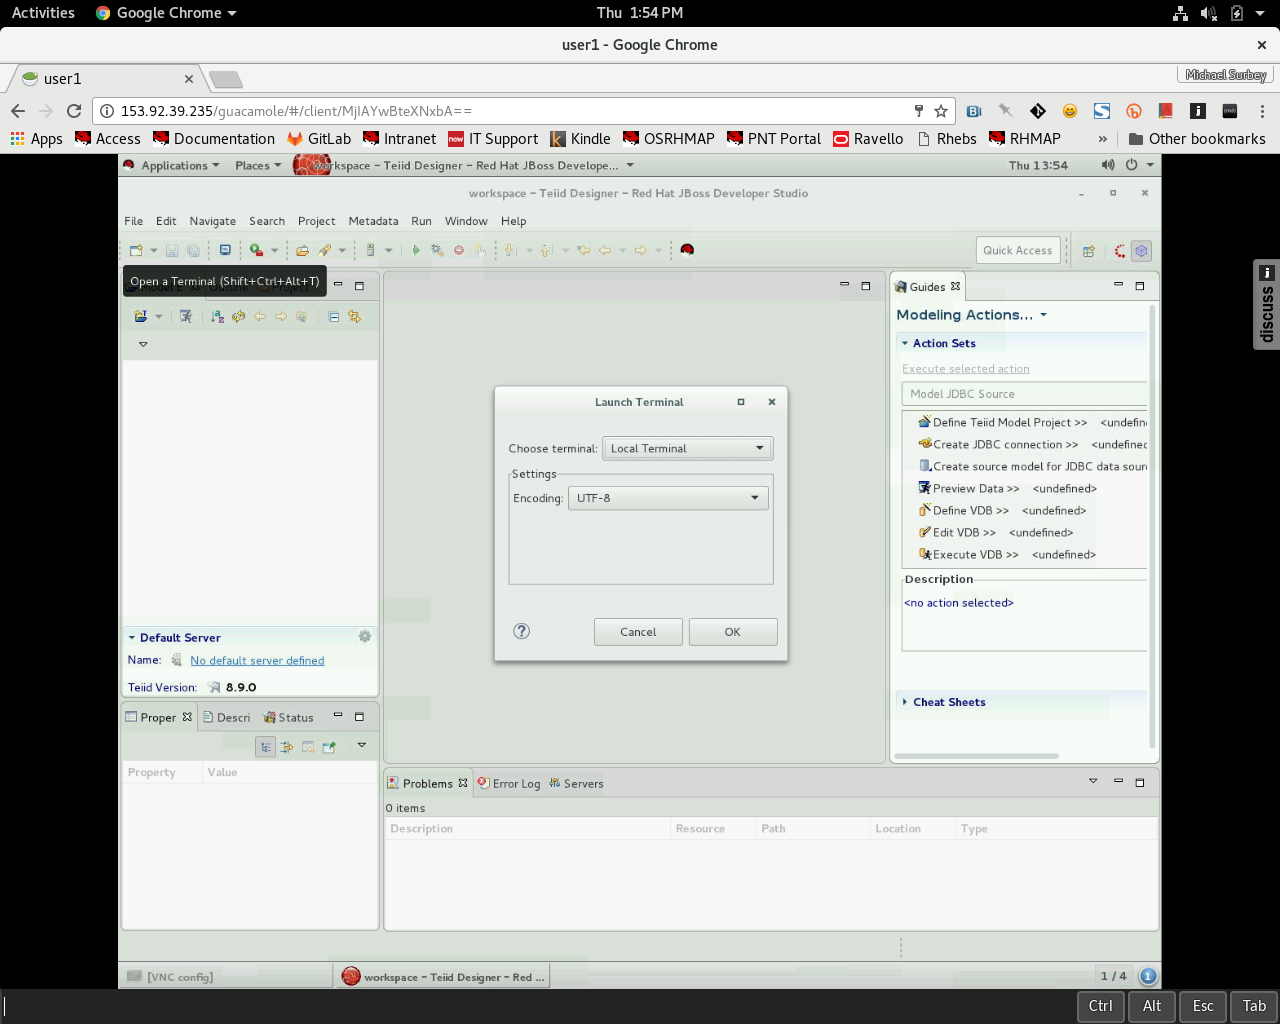 Activities Google Chrome Thu 1:54 PM
user1 - Google Chrome
user1 Michael Surbey
153.92.39.235/guacamole/#/client/MjIAYwBteXNxbA==
Apps Access Documentation GitLab Intranet IT Support Kindle OSRHMAP PNT Portal Ravello Rhebs RHMAP » Other bookmarks
Applications Places workspace – Teiid Designer – Red Hat JBoss Develope... Thu 13:54
workspace – Teiid Designer – Red Hat JBoss Developer Studio
File Edit Navigate Search Project Metadata Run Window Help
Quick Access
Open a Terminal (Shift+Ctrl+Alt+T)
Guides
Modeling Actions...
Action Sets
Execute selected action
Model JDBC Source
Define Teiid Model Project >> <undefin
Create JDBC connection >> <undefine
Create source model for JDBC data sour
Preview Data >> <undefined>
Define VDB >> <undefined>
Edit VDB >> <undefined>
Execute VDB >> <undefined>
Description
<no action selected>
Cheat Sheets
discuss
Launch Terminal
Choose terminal: Local Terminal
Settings
Encoding: UTF-8
Cancel OK
Default Server
Name: No default server defined
Teiid Version: 8.9.0
Proper Descri Status
Property Value
Problems Error Log Servers
0 items
Description Resource Path Location Type
[VNC config] workspace – Teiid Designer – Red ... 1 / 4 1
Ctrl Alt Esc Tab